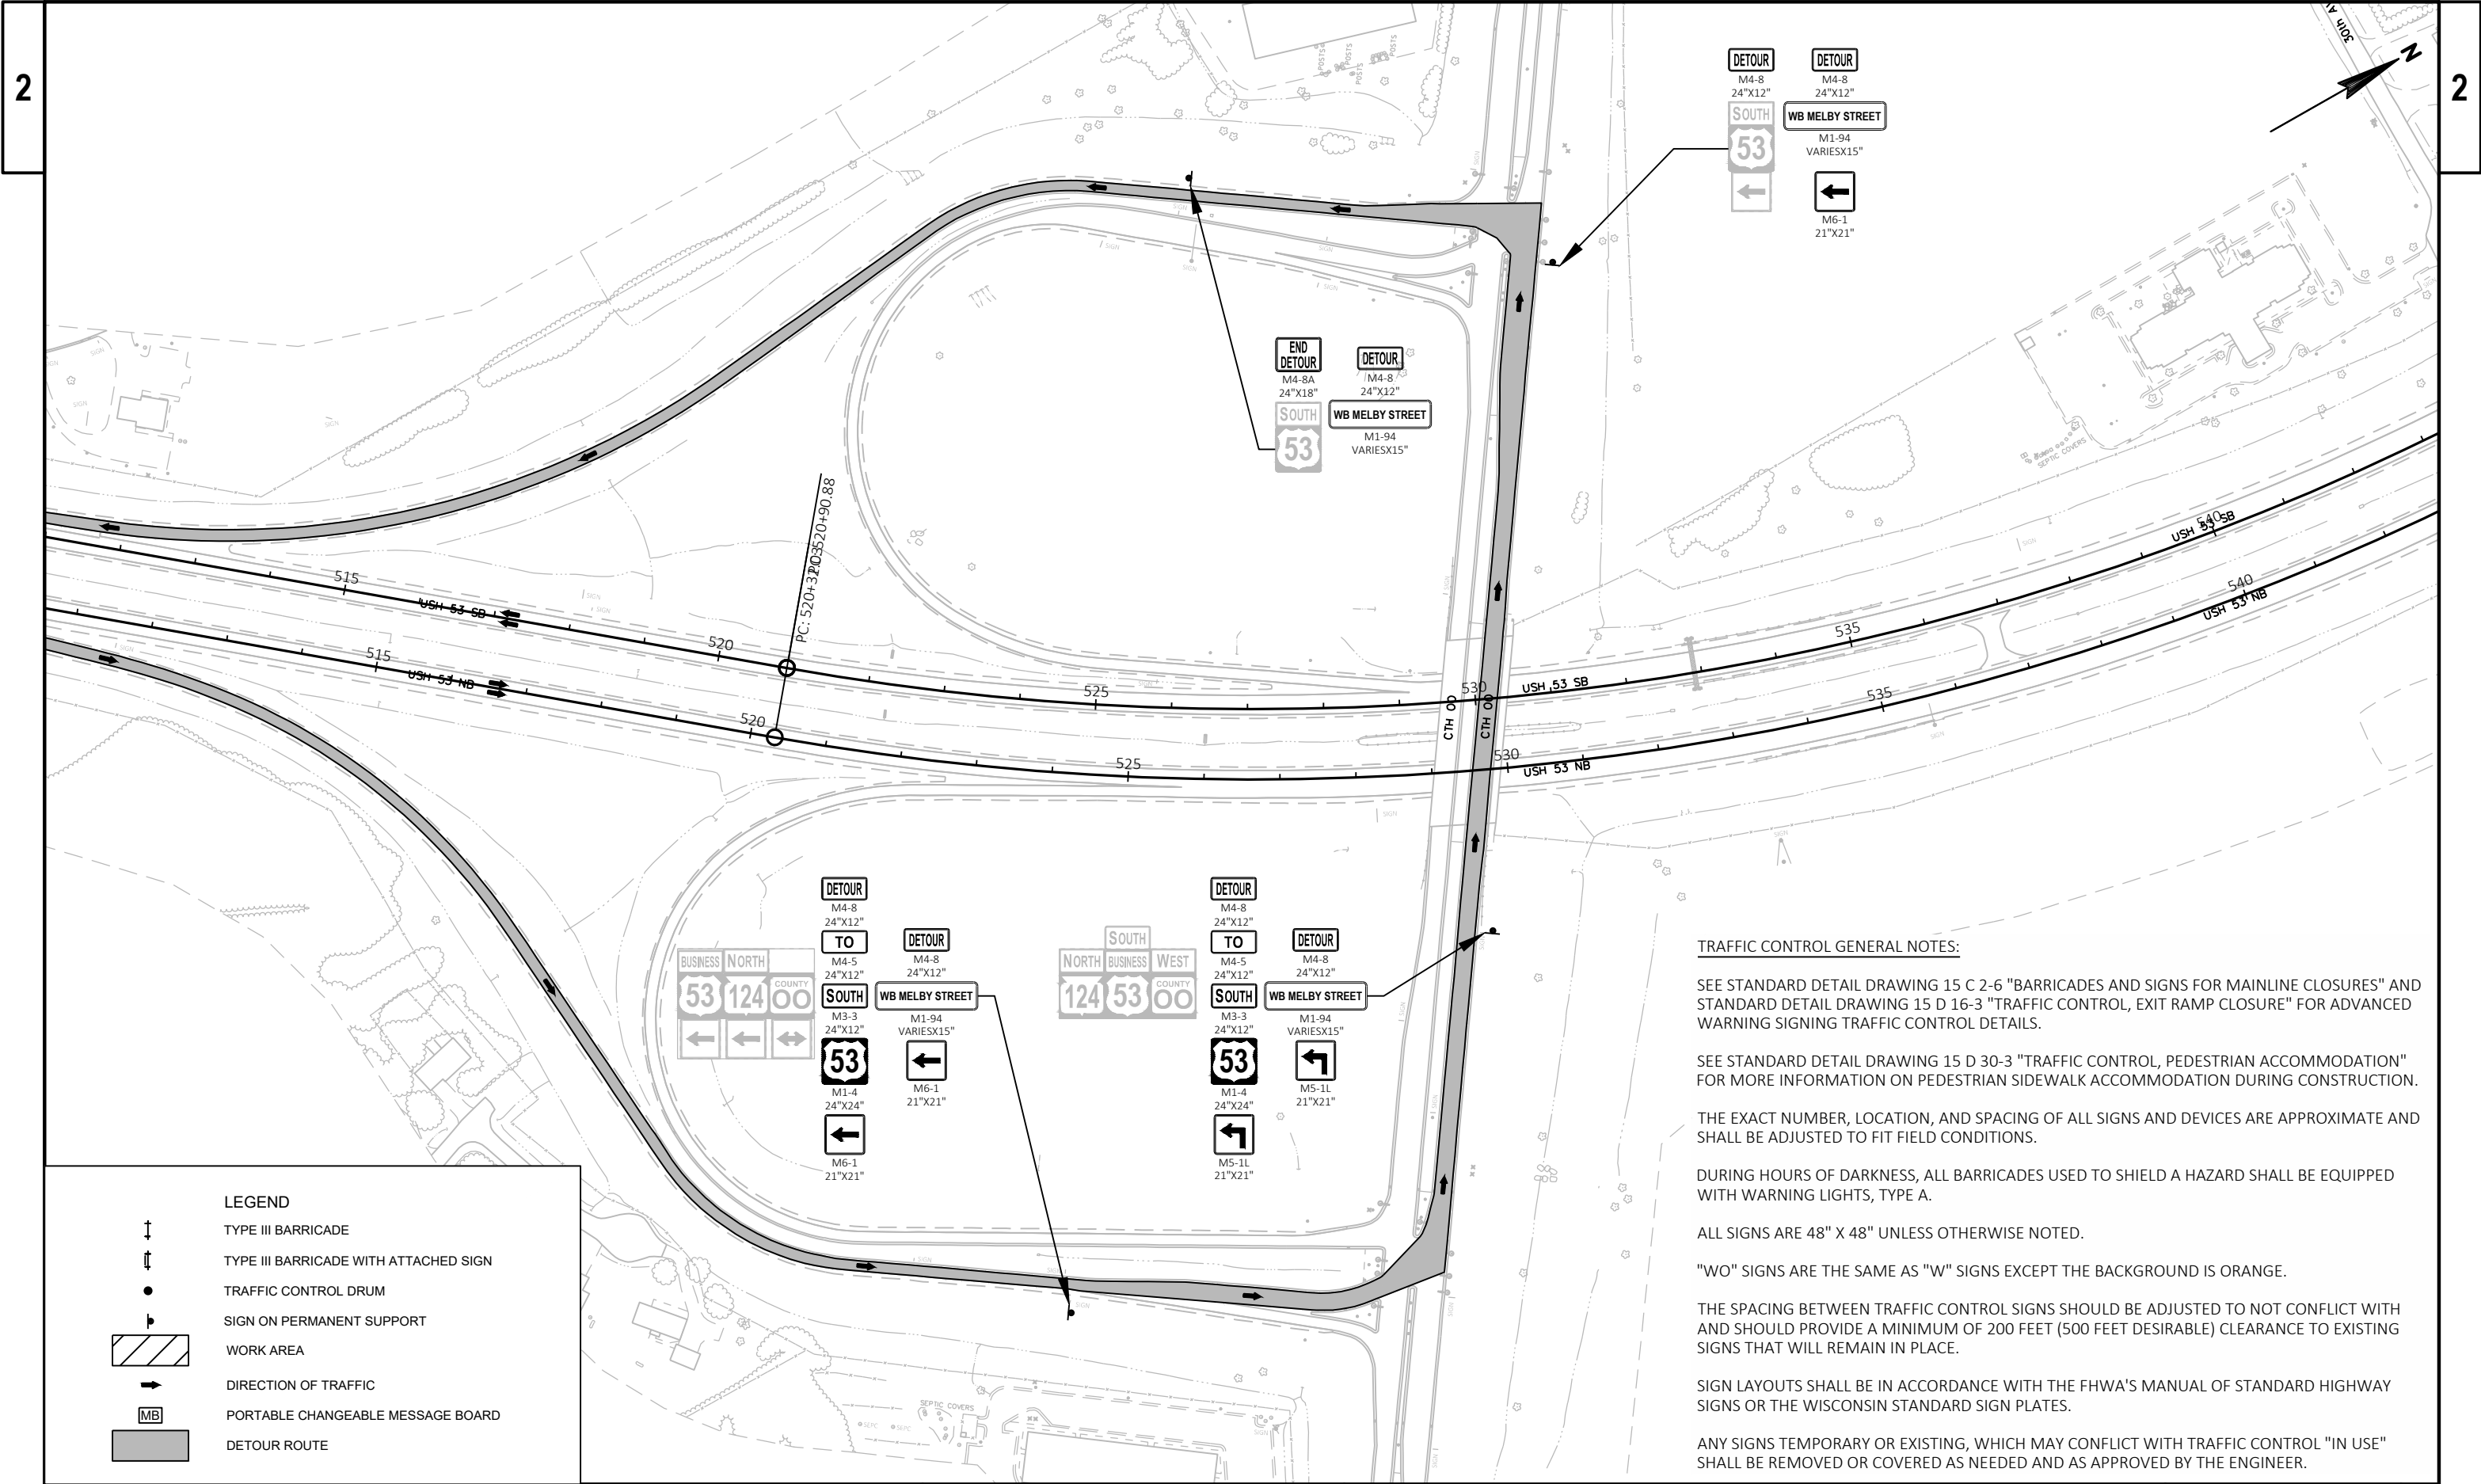 2
2
30th A
N
POSTS
POSTS
POSTS
POSTS
DETOUR
M4-8
24"X12"
SOUTH
53
DETOUR
M4-8
24"X12"
WB MELBY STREET
M1-94
VARIESX15"
M6-1
21"X21"
END
DETOUR
M4-8A
24"X18"
SOUTH
53
DETOUR
M4-8
24"X12"
WB MELBY STREET
M1-94
VARIESX15"
SEPTIC COVERS
PC: 520+90.88
PC: 520+32.03
515
USH 53 SB
520
525
530
USH 53 SB
535
540
USH 53 SB
515
USH 53 NB
520
525
530
USH 53 NB
535
540
USH 53 NB
CTH OO
CTH OO
SIGN
SIGN
SIGN
SIGN
BUSINESS
53
NORTH
124
COUNTY
OO
DETOUR
M4-8
24"X12"
TO
M4-5
24"X12"
SOUTH
M3-3
24"X12"
53
M1-4
24"X24"
M6-1
21"X21"
DETOUR
M4-8
24"X12"
WB MELBY STREET
M1-94
VARIESX15"
M6-1
21"X21"
NORTH
124
SOUTH
BUSINESS
53
WEST
COUNTY
OO
DETOUR
M4-8
24"X12"
TO
M4-5
24"X12"
SOUTH
M3-3
24"X12"
53
M1-4
24"X24"
M5-1L
21"X21"
DETOUR
M4-8
24"X12"
WB MELBY STREET
M1-94
VARIESX15"
M5-1L
21"X21"
SEPTIC COVERS
LEGEND
TYPE III BARRICADE
TYPE III BARRICADE WITH ATTACHED SIGN
TRAFFIC CONTROL DRUM
SIGN ON PERMANENT SUPPORT
WORK AREA
DIRECTION OF TRAFFIC
MB PORTABLE CHANGEABLE MESSAGE BOARD
DETOUR ROUTE
TRAFFIC CONTROL GENERAL NOTES:
SEE STANDARD DETAIL DRAWING 15 C 2-6 "BARRICADES AND SIGNS FOR MAINLINE CLOSURES" AND
STANDARD DETAIL DRAWING 15 D 16-3 "TRAFFIC CONTROL, EXIT RAMP CLOSURE" FOR ADVANCED
WARNING SIGNING TRAFFIC CONTROL DETAILS.
SEE STANDARD DETAIL DRAWING 15 D 30-3 "TRAFFIC CONTROL, PEDESTRIAN ACCOMMODATION"
FOR MORE INFORMATION ON PEDESTRIAN SIDEWALK ACCOMMODATION DURING CONSTRUCTION.
THE EXACT NUMBER, LOCATION, AND SPACING OF ALL SIGNS AND DEVICES ARE APPROXIMATE AND
SHALL BE ADJUSTED TO FIT FIELD CONDITIONS.
DURING HOURS OF DARKNESS, ALL BARRICADES USED TO SHIELD A HAZARD SHALL BE EQUIPPED
WITH WARNING LIGHTS, TYPE A.
ALL SIGNS ARE 48" X 48" UNLESS OTHERWISE NOTED.
"WO" SIGNS ARE THE SAME AS "W" SIGNS EXCEPT THE BACKGROUND IS ORANGE.
THE SPACING BETWEEN TRAFFIC CONTROL SIGNS SHOULD BE ADJUSTED TO NOT CONFLICT WITH
AND SHOULD PROVIDE A MINIMUM OF 200 FEET (500 FEET DESIRABLE) CLEARANCE TO EXISTING
SIGNS THAT WILL REMAIN IN PLACE.
SIGN LAYOUTS SHALL BE IN ACCORDANCE WITH THE FHWA'S MANUAL OF STANDARD HIGHWAY
SIGNS OR THE WISCONSIN STANDARD SIGN PLATES.
ANY SIGNS TEMPORARY OR EXISTING, WHICH MAY CONFLICT WITH TRAFFIC CONTROL "IN USE"
SHALL BE REMOVED OR COVERED AS NEEDED AND AS APPROVED BY THE ENGINEER.